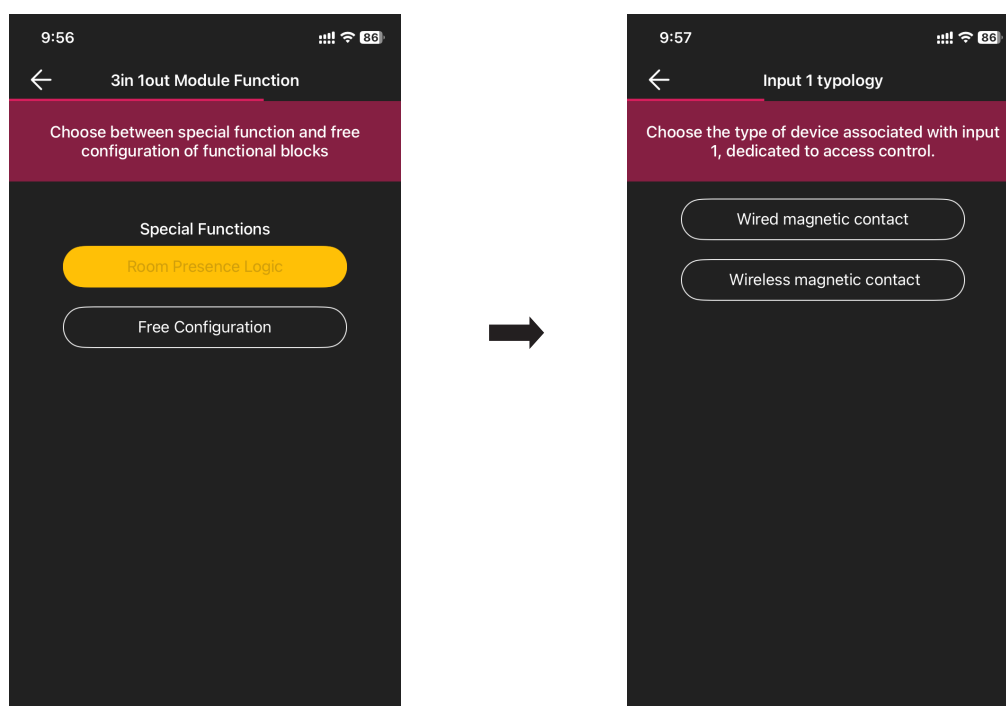 9:56
86
3in 1out Module Function
Choose between special function and free
configuration of functional blocks
Special Functions
Room Presence Logic
Free Configuration
9:57
86
Input 1 typology
Choose the type of device associated with input
1, dedicated to access control.
Wired magnetic contact
Wireless magnetic contact